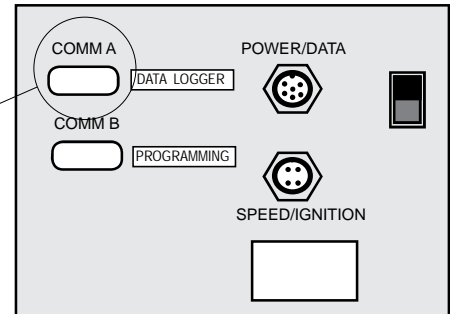 COMM A
DATA LOGGER
COMM B
PROGRAMMING
POWER/DATA
SPEED/IGNITION